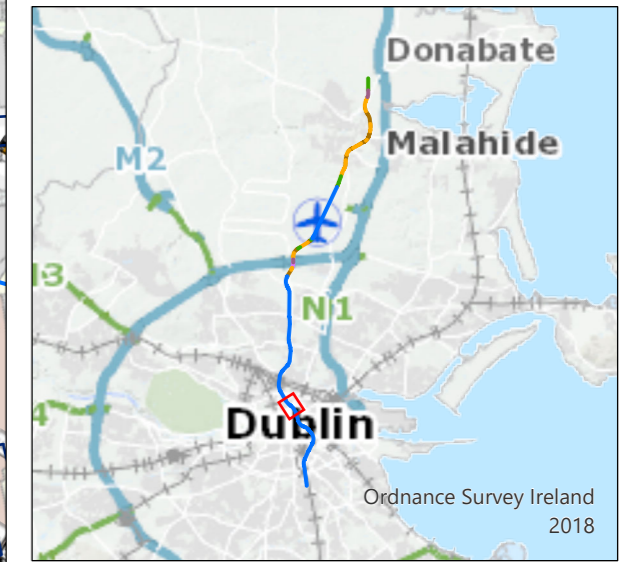 Donabate
M2
Malahide
N1
Dublin
Ordnance Survey Ireland
2018